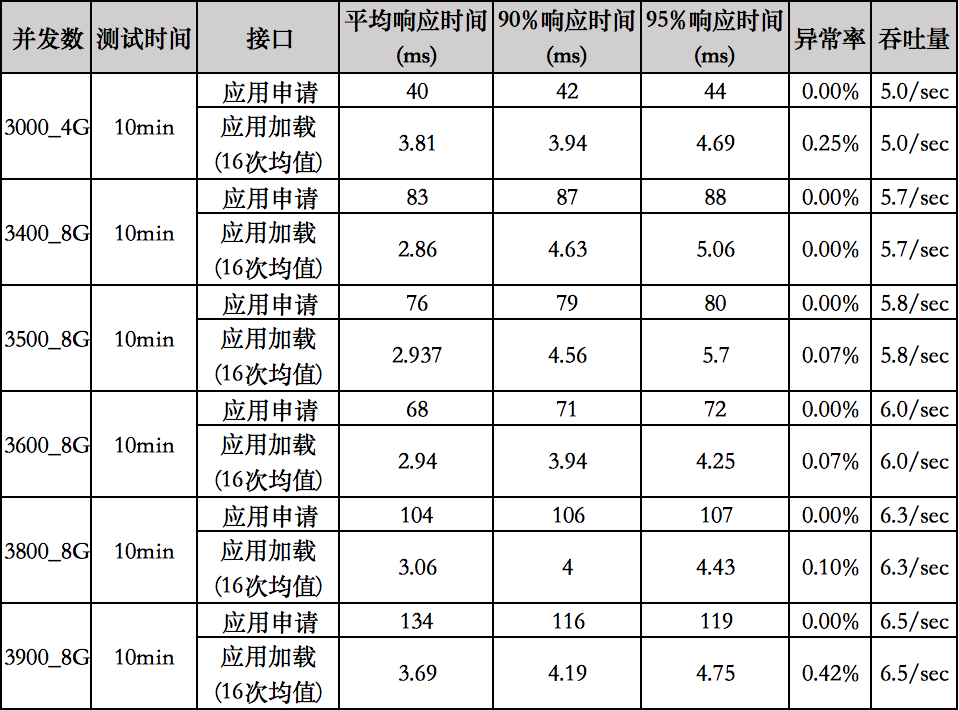 并发数 测试时间 接口 平均响应时间(ms) 90%响应时间(ms) 95%响应时间(ms) 异常率 吞吐量
3000_4G 10min 应用申请 40 42 44 0.00% 5.0/sec
应用加载(16次均值) 3.81 3.94 4.69 0.25% 5.0/sec
3400_8G 10min 应用申请 83 87 88 0.00% 5.7/sec
应用加载(16次均值) 2.86 4.63 5.06 0.00% 5.7/sec
3500_8G 10min 应用申请 76 79 80 0.00% 5.8/sec
应用加载(16次均值) 2.937 4.56 5.7 0.07% 5.8/sec
3600_8G 10min 应用申请 68 71 72 0.00% 6.0/sec
应用加载(16次均值) 2.94 3.94 4.25 0.07% 6.0/sec
3800_8G 10min 应用申请 104 106 107 0.00% 6.3/sec
应用加载(16次均值) 3.06 4 4.43 0.10% 6.3/sec
3900_8G 10min 应用申请 134 116 119 0.00% 6.5/sec
应用加载(16次均值) 3.69 4.19 4.75 0.42% 6.5/sec